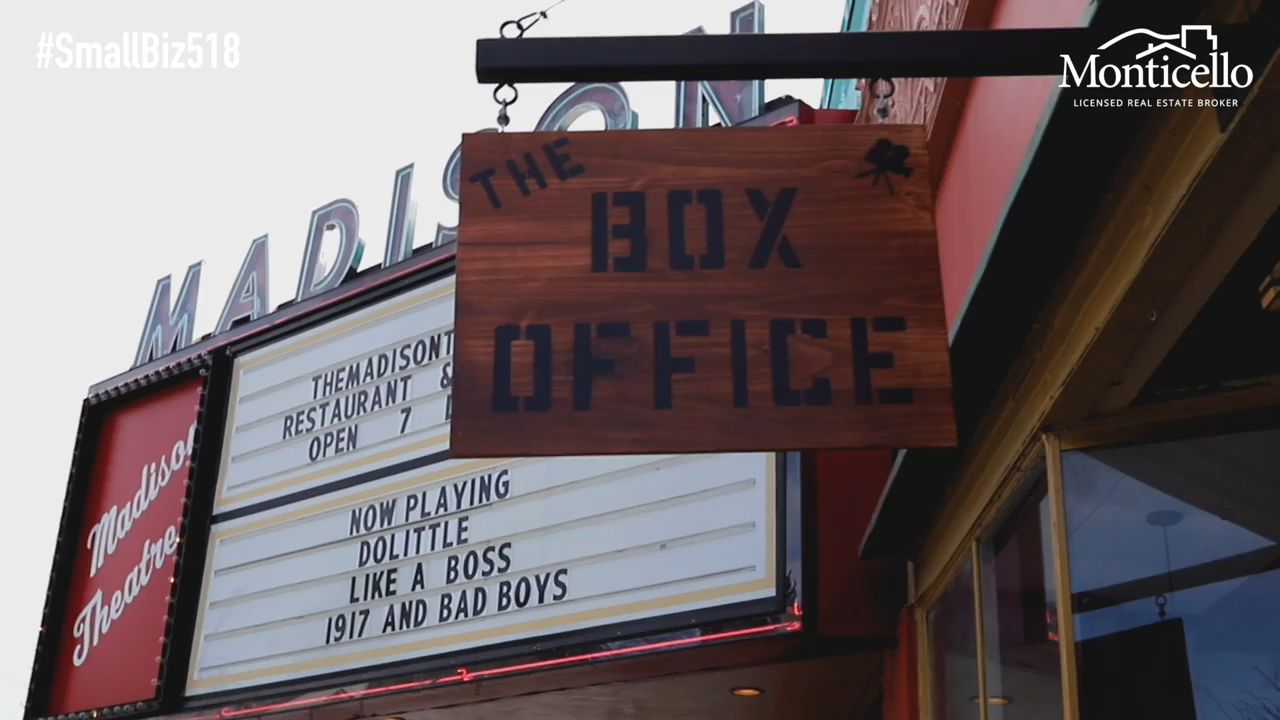 #SmallBiz518
Monticello
LICENSED REAL ESTATE BROKER
MADISON
THE
BOX
OFFICE
THEMADISONT
RESTAURANT &
OPEN 7
NOW PLAYING
DOLITTLE
LIKE A BOSS
1917 AND BAD BOYS
Madison
Theatre